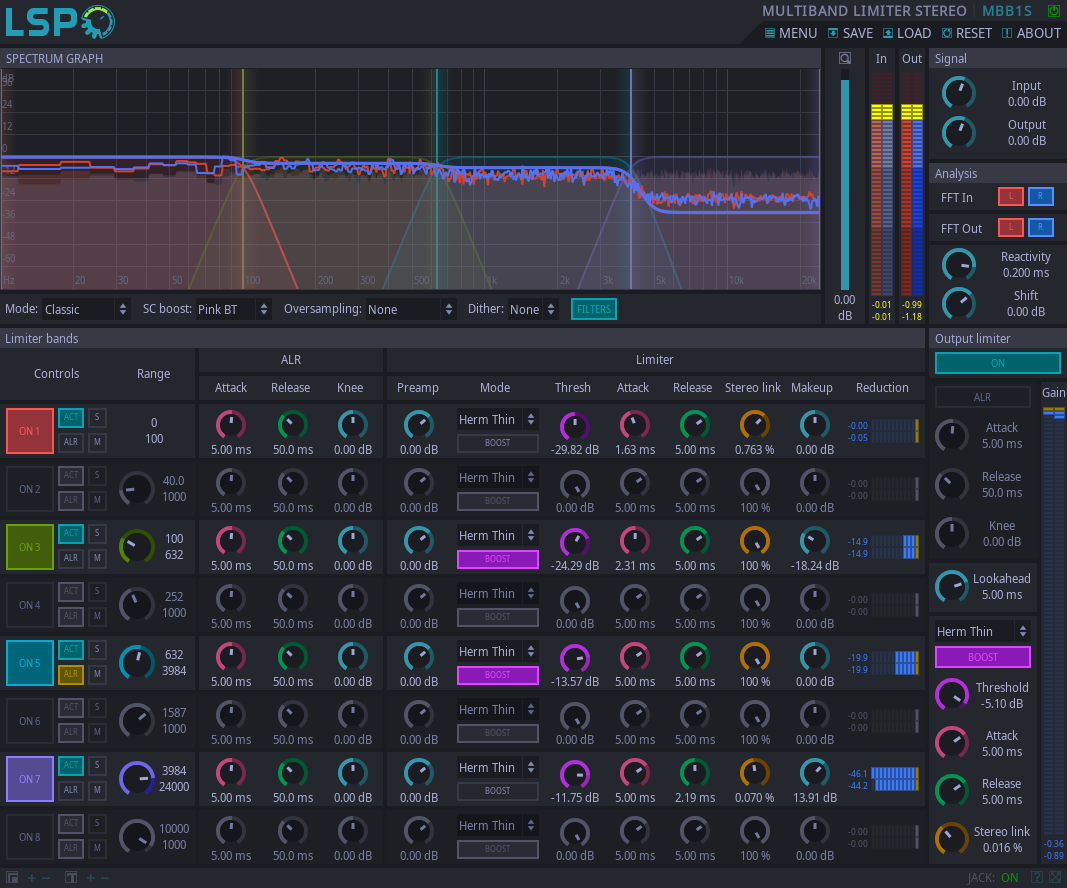 LSP
MULTIBAND LIMITER STEREO MBB1S
MENU SAVE LOAD RESET ABOUT
SPECTRUM GRAPH
In Out
Signal
dB
36
24
12
0
-12
-24
-36
-48
-60
Hz 20 30 50 100 200 300 500 1k 2k 3k 5k 10k 20k
0.00
dB
-0.01 -0.99
-0.01 -1.18
Input
0.00 dB
Output
0.00 dB
Analysis
FFT In L R
FFT Out L R
Reactivity
0.200 ms
Shift
0.00 dB
Mode: Classic SC boost: Pink BT Oversampling: None Dither: None FILTERS
Limiter bands
Controls Range
ALR
Limiter
Attack Release Knee Preamp Mode Thresh Attack Release Stereo link Makeup Reduction
ON 1 ACT S ALR M
0
100
Herm Thin
BOOST
5.00 ms 50.0 ms 0.00 dB 0.00 dB -29.82 dB 1.63 ms 5.00 ms 0.763 % 0.00 dB
-0.00
-0.05
ON 2 ACT S ALR M
40.0
1000
Herm Thin
BOOST
5.00 ms 50.0 ms 0.00 dB 0.00 dB 0.00 dB 5.00 ms 5.00 ms 100 % 0.00 dB
-0.00
-0.00
ON 3 ACT S ALR M
100
632
Herm Thin
BOOST
5.00 ms 50.0 ms 0.00 dB 0.00 dB -24.29 dB 2.31 ms 5.00 ms 100 % -18.24 dB
-14.9
-14.9
ON 4 ACT S ALR M
252
1000
Herm Thin
BOOST
5.00 ms 50.0 ms 0.00 dB 0.00 dB 0.00 dB 5.00 ms 5.00 ms 100 % 0.00 dB
-0.00
-0.00
ON 5 ACT S ALR M
632
3984
Herm Thin
BOOST
5.00 ms 50.0 ms 0.00 dB 0.00 dB -13.57 dB 5.00 ms 5.00 ms 100 % 0.00 dB
-19.9
-19.9
ON 6 ACT S ALR M
1587
1000
Herm Thin
BOOST
5.00 ms 50.0 ms 0.00 dB 0.00 dB 0.00 dB 5.00 ms 5.00 ms 100 % 0.00 dB
-0.00
-0.00
ON 7 ACT S ALR M
3984
24000
Herm Thin
BOOST
5.00 ms 50.0 ms 0.00 dB 0.00 dB -11.75 dB 5.00 ms 2.19 ms 0.070 % 13.91 dB
-46.1
-44.2
ON 8 ACT S ALR M
10000
1000
Herm Thin
BOOST
5.00 ms 50.0 ms 0.00 dB 0.00 dB 0.00 dB 5.00 ms 5.00 ms 100 % 0.00 dB
-0.00
-0.00
Output limiter
ON
ALR
Gain
Attack
5.00 ms
Release
50.0 ms
Knee
0.00 dB
Lookahead
5.00 ms
Herm Thin
BOOST
Threshold
-5.10 dB
Attack
5.00 ms
Release
5.00 ms
Stereo link
0.016 %
-0.36
-0.89
JACK: ON